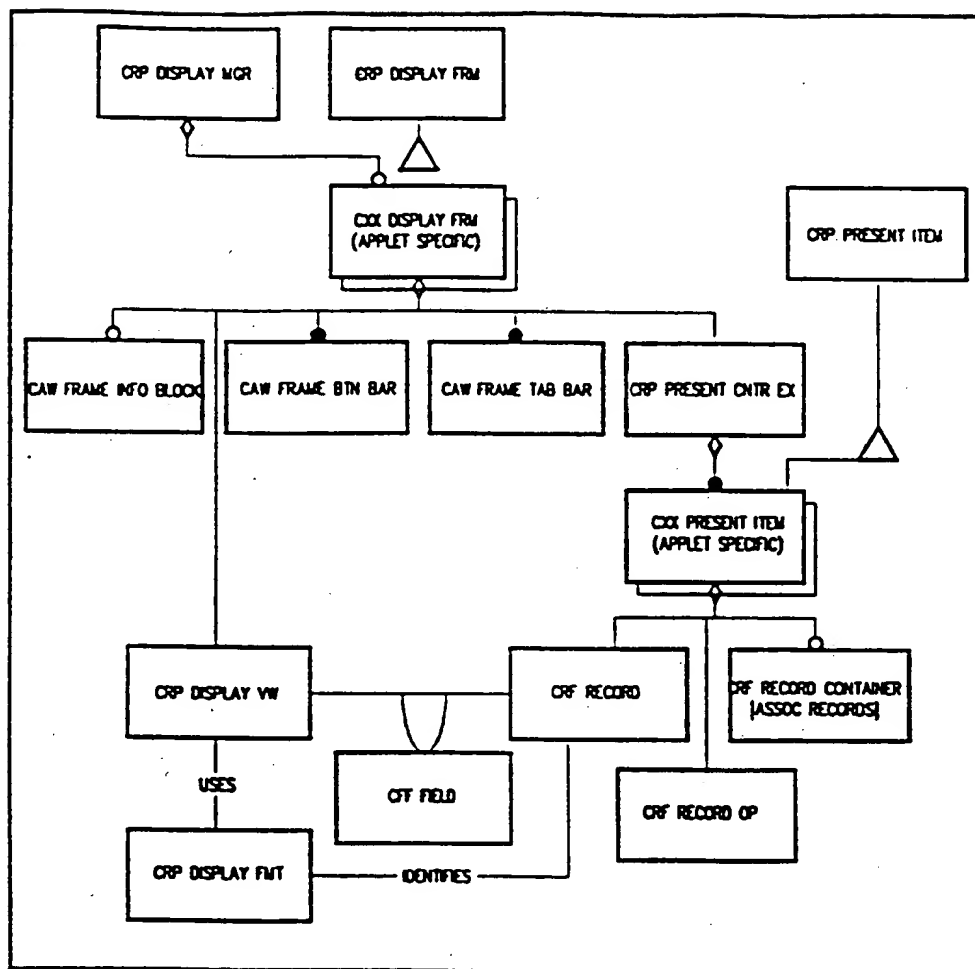 CRP DISPLAY MGR
CRP DISPLAY FRM
CXX DISPLAY FRM
(APPLET SPECIFIC)
CRP PRESENT ITEM
CAW FRAME INFO BLOCK
CAW FRAME BTN BAR
CAW FRAME TAB BAR
CRP PRESENT CNTR EX
CXX PRESENT ITEM
(APPLET SPECIFIC)
CRP DISPLAY VW
CRF RECORD
CRF RECORD CONTAINER
[ASSOC RECORDS]
USES
CFF FIELD
CRF RECORD OP
CRP DISPLAY FMT
IDENTIFIES